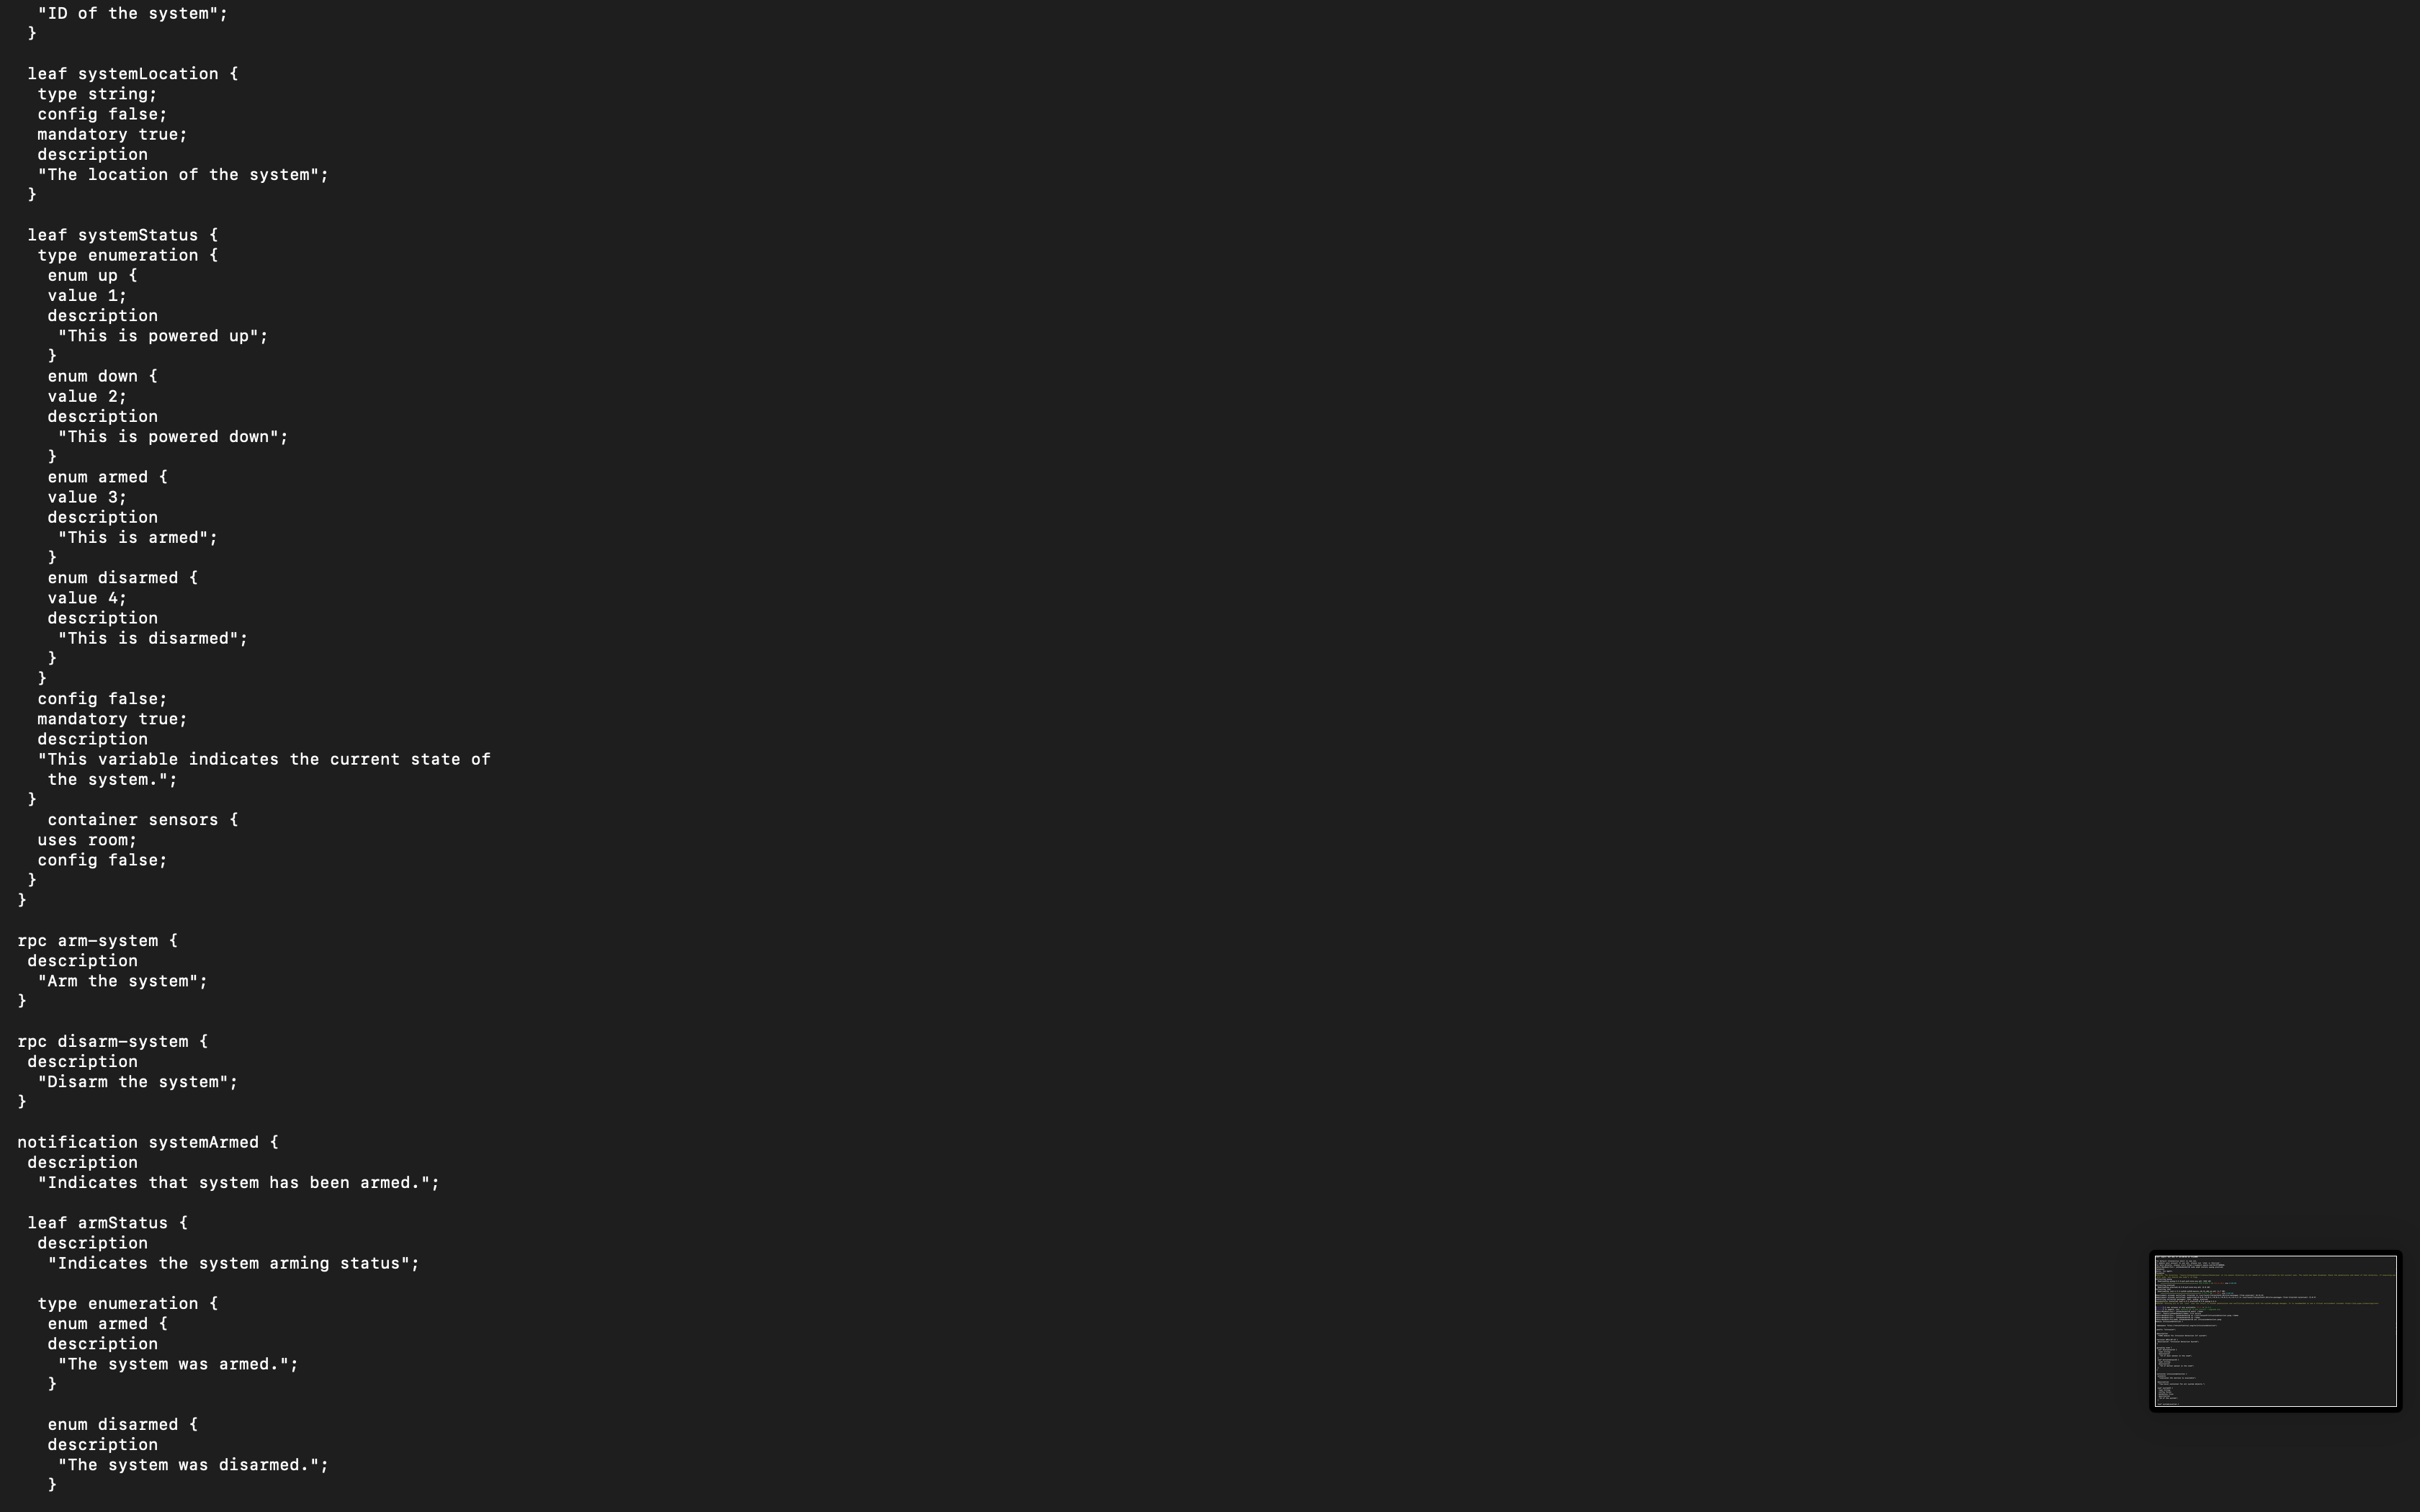 "ID of the system";
}
leaf systemLocation {
type string;
config false;
mandatory true;
description
"The location of the system";
}
leaf systemStatus {
type enumeration {
enum up {
value 1;
description
"This is powered up";
}
enum down {
value 2;
description
"This is powered down";
}
enum armed {
value 3;
description
"This is armed";
}
enum disarmed {
value 4;
description
"This is disarmed";
}
}
config false;
mandatory true;
description
"This variable indicates the current state of
the system.";
}
container sensors {
uses room;
config false;
}
}
rpc arm-system {
description
"Arm the system";
}
rpc disarm-system {
description
"Disarm the system";
}
notification systemArmed {
description
"Indicates that system has been armed.";
leaf armStatus {
description
"Indicates the system arming status";
type enumeration {
enum armed {
description
"The system was armed.";
}
enum disarmed {
description
"The system was disarmed.";
}